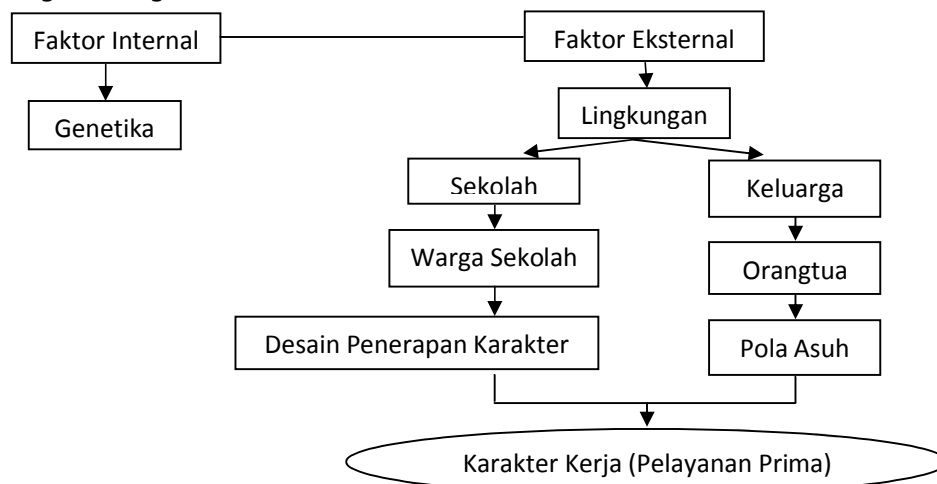 Faktor Internal
Faktor Eksternal
Genetika
Lingkungan
Sekolah
Keluarga
Warga Sekolah
Orangtua
Desain Penerapan Karakter
Pola Asuh
Karakter Kerja (Pelayanan Prima)